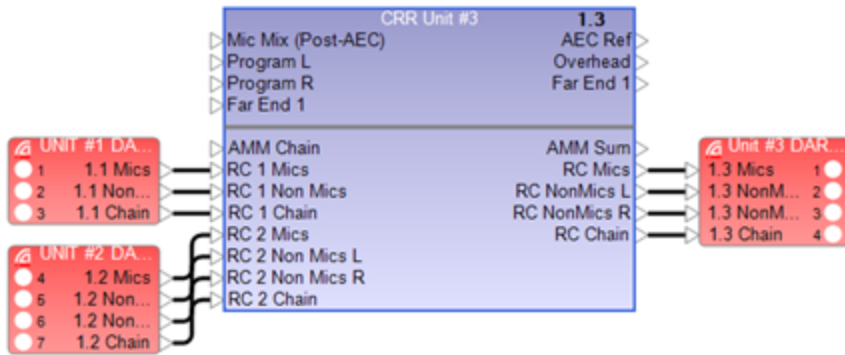 CRR Unit #3 1.3
Mic Mix (Post-AEC) AEC Ref
Program L Overhead
Program R Far End 1
Far End 1
AMM Chain AMM Sum
RC 1 Mics RC Mics
RC 1 Non Mics RC NonMics L
RC 1 Chain RC NonMics R
RC 2 Mics RC Chain
RC 2 Non Mics L
RC 2 Non Mics R
RC 2 Chain
UNIT #1 DA...
1 1.1 Mics
2 1.1 Non...
3 1.1 Chain
UNIT #2 DA...
4 1.2 Mics
5 1.2 Non...
6 1.2 Non...
7 1.2 Chain
Unit #3 DAR...
1.3 Mics 1
1.3 NonM... 2
1.3 NonM... 3
1.3 Chain 4